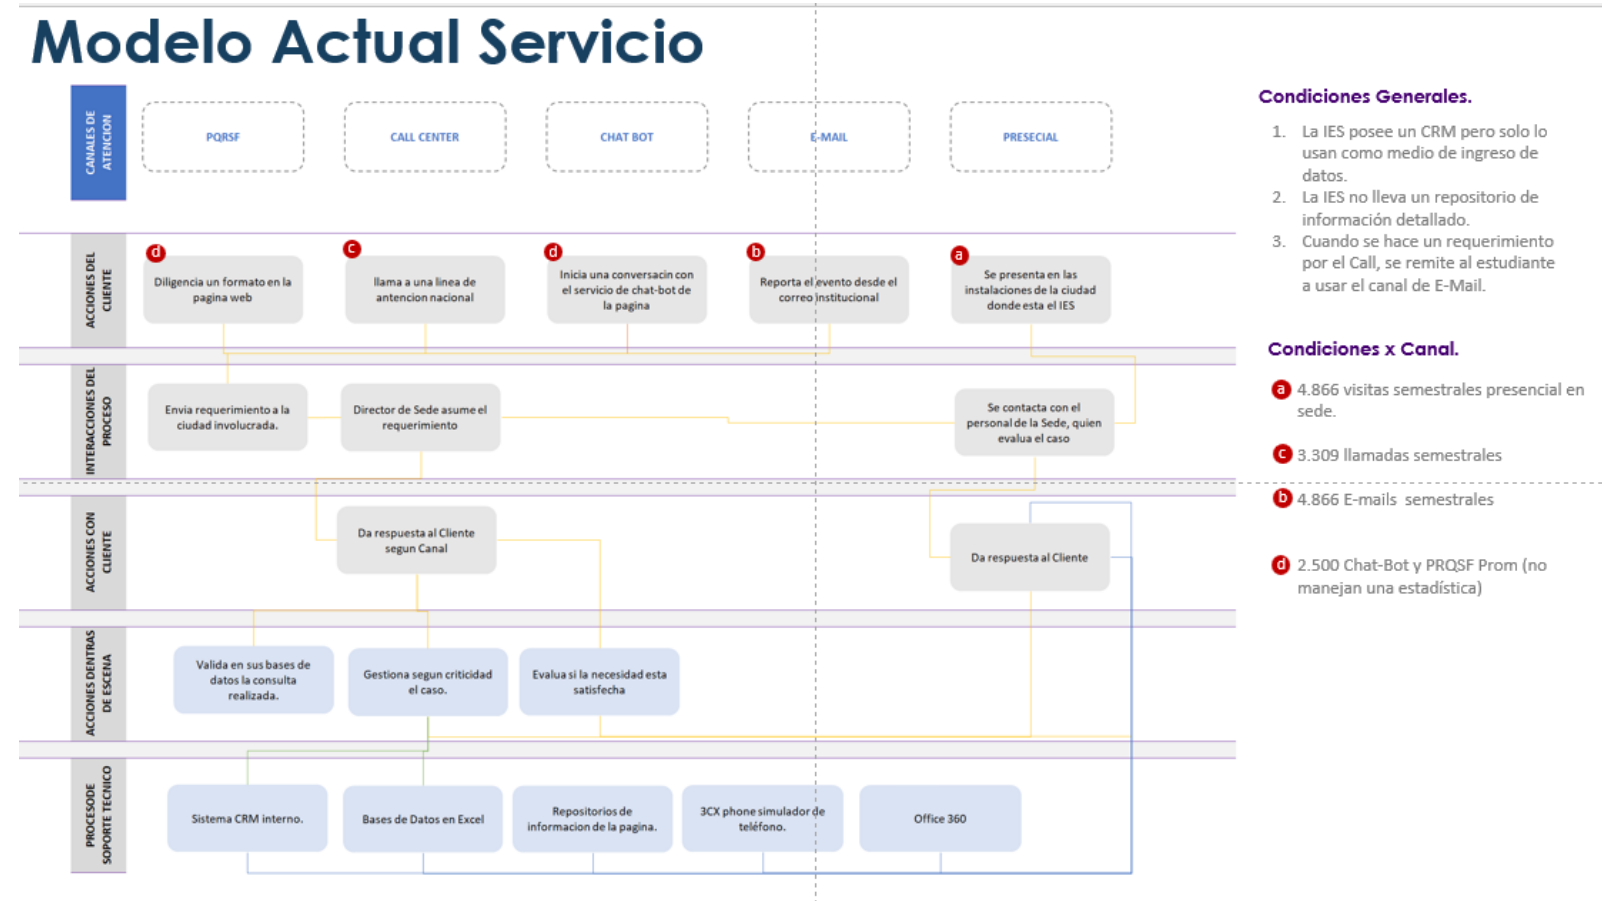 Modelo Actual Servicio
CANALES DE
ATENCION
PQRSF
CALL CENTER
CHAT BOT
E-MAIL
PRESECIAL
ACCIONES DEL
CLIENTE
d
Diligencia un formato en la
pagina web
c
llama a una linea de
antencion nacional
d
Inicia una conversacin con
el servicio de chat-bot de
la pagina
b
Reporta el evento desde el
correo institucional
a
Se presenta en las
instalaciones de la ciudad
donde esta el IES
INTERACCIONES DEL
PROCESO
Envia requerimiento a la
ciudad involucrada.
Director de Sede asume el
requerimiento
Se contacta con el
personal de la Sede, quien
evalua el caso
ACCIONES CON
CLIENTE
Da respuesta al Cliente
segun Canal
Da respuesta al Cliente
ACCIONES DENTRAS
DE ESCENA
Valida en sus bases de
datos la consulta
realizada.
Gestiona segun criticidad
el caso.
Evalua si la necesidad esta
satisfecha
PROCESODE
SOPORTE TECNICO
Sistema CRM interno.
Bases de Datos en Excel
Repositorios de
informacion de la pagina.
3CX phone simulador de
teléfono.
Office 360
Condiciones Generales.
1. La IES posee un CRM pero solo lo
usan como medio de ingreso de
datos.
2. La IES no lleva un repositorio de
información detallado.
3. Cuando se hace un requerimiento
por el Call, se remite al estudiante
a usar el canal de E-Mail.
Condiciones x Canal.
a 4.866 visitas semestrales presencial en
sede.
c 3.309 llamadas semestrales
b 4.866 E-mails semestrales
d 2.500 Chat-Bot y PRQSF Prom (no
manejan una estadística)